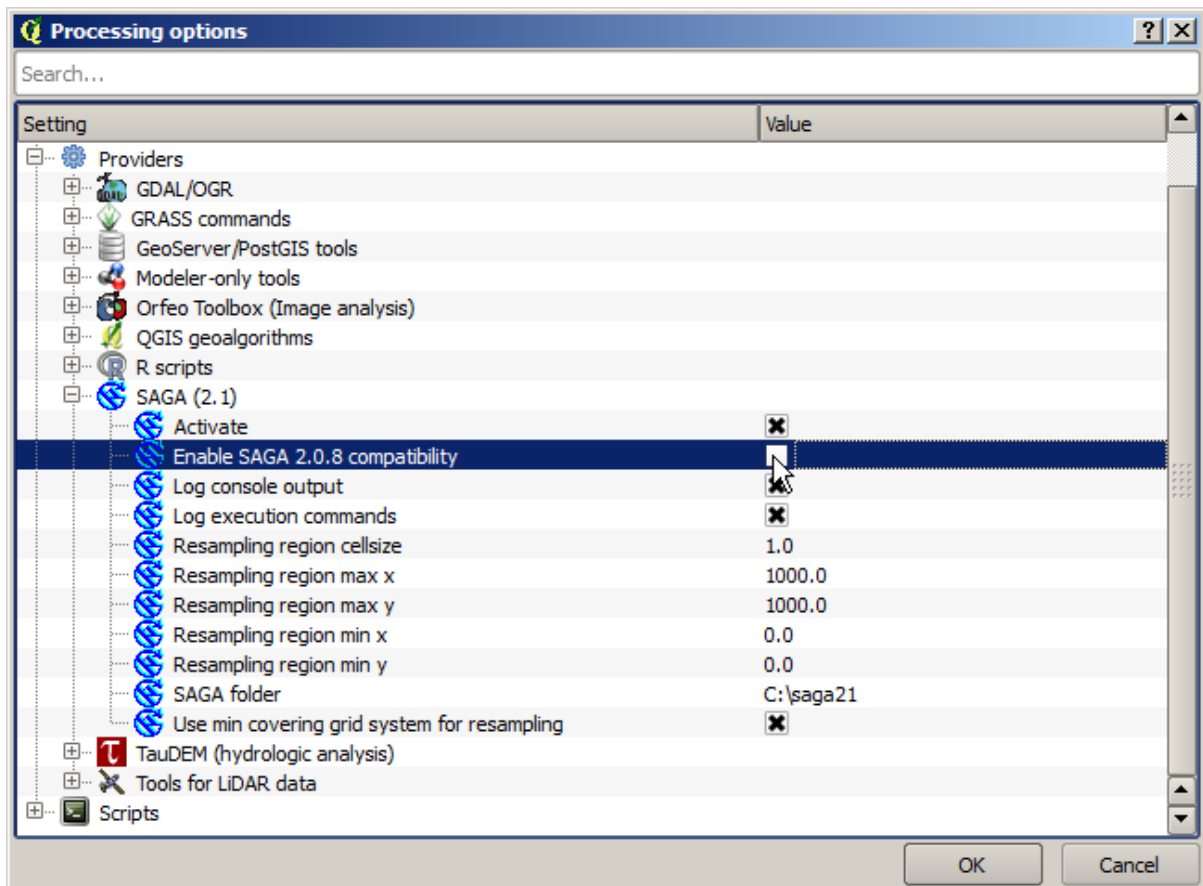 Processing options
Search...
Setting Value
Providers
GDAL/OGR
GRASS commands
GeoServer/PostGIS tools
Modeler-only tools
Orfeo Toolbox (Image analysis)
QGIS geoalgorithms
R scripts
SAGA (2.1)
Activate
Enable SAGA 2.0.8 compatibility
Log console output
Log execution commands
Resampling region cellsize 1.0
Resampling region max x 1000.0
Resampling region max y 1000.0
Resampling region min x 0.0
Resampling region min y 0.0
SAGA folder C:\saga21
Use min covering grid system for resampling
TauDEM (hydrologic analysis)
Tools for LiDAR data
Scripts
OK Cancel